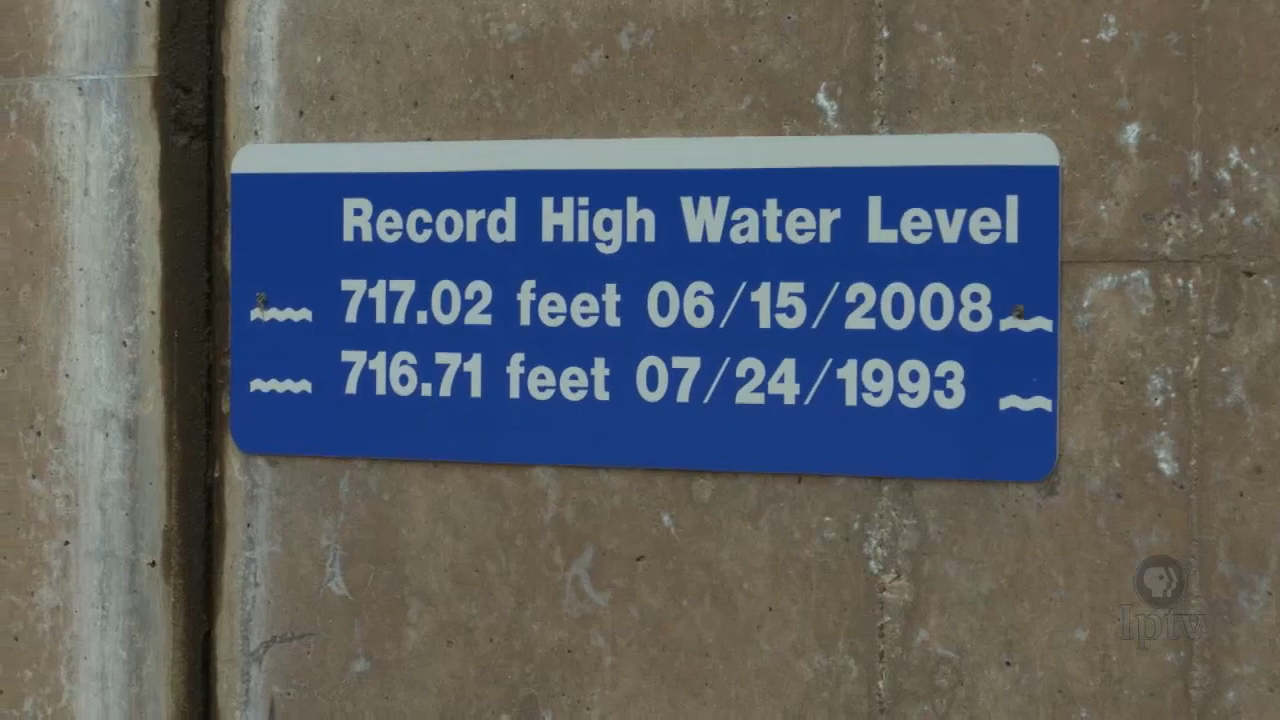 Record High Water Level
717.02 feet 06/15/2008
716.71 feet 07/24/1993
Iptv